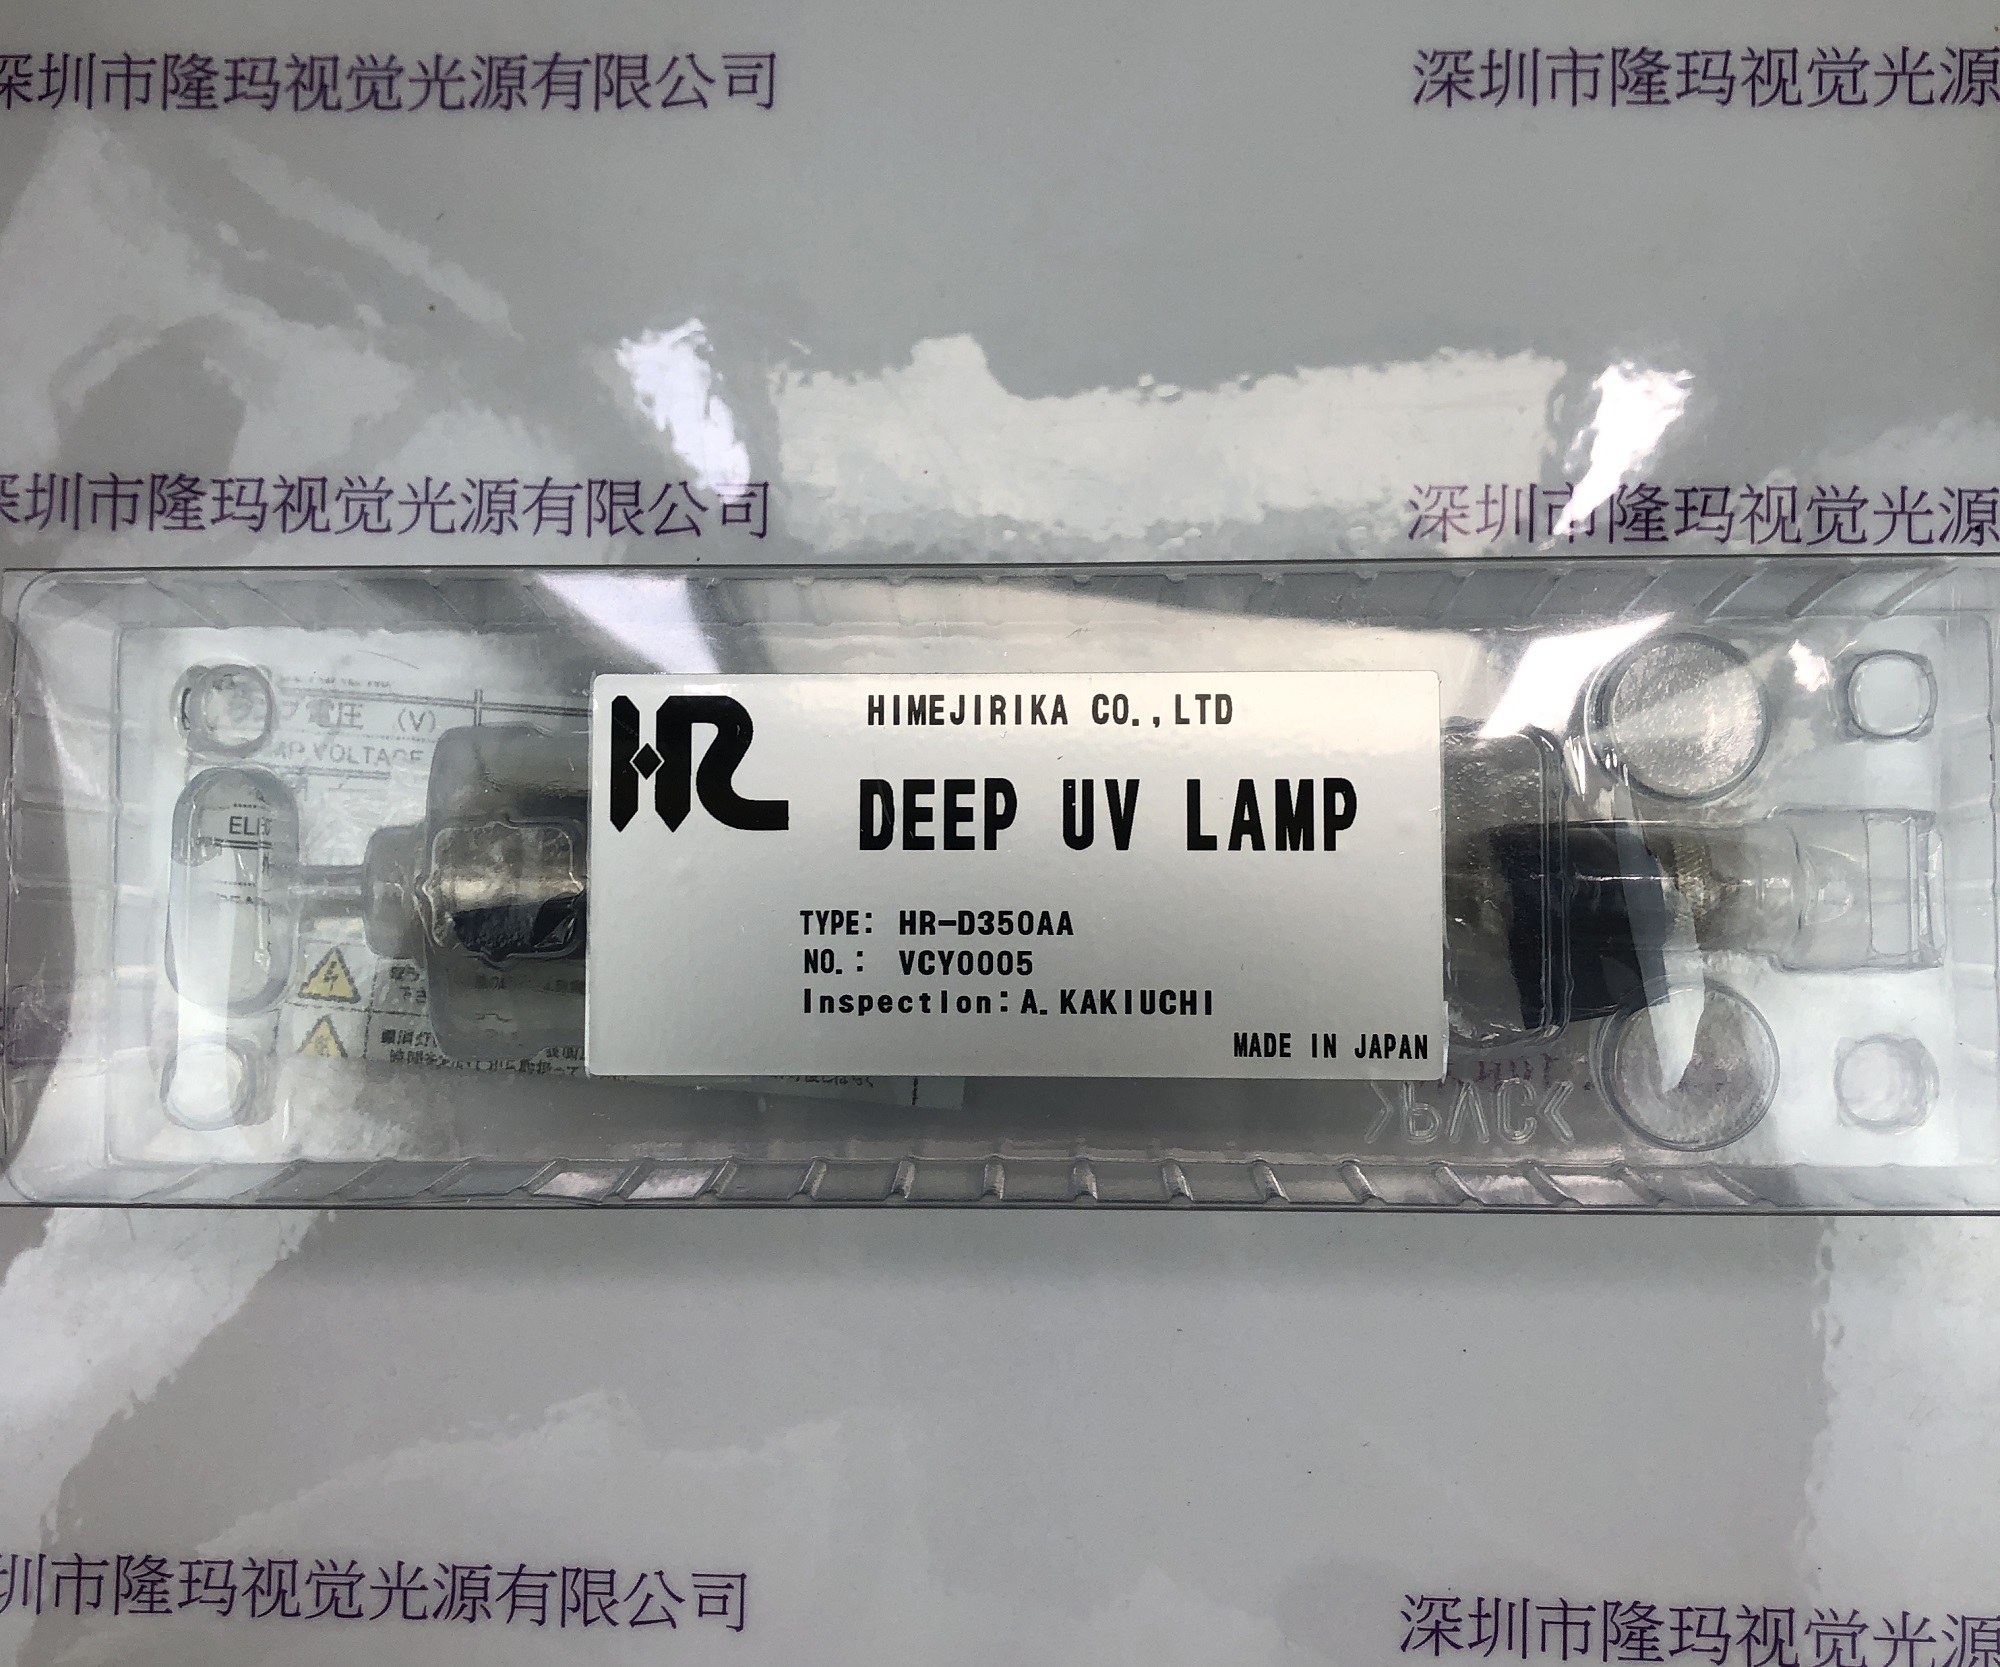 深圳市隆玛视觉光源有限公司
深圳市隆玛视觉光源
深圳市隆玛视觉光源有限公司
深圳市隆玛视觉光源
電圧 (V)
VOLTAGE
HR
HIMEJIRIKA CO.,LTD
DEEP UV LAMP
TYPE: HR-D350AA
NO.: VCY0005
Inspection: A. KAKIUCHI
MADE IN JAPAN
圳市隆玛视觉光源有限公司
深圳市隆玛视觉光源